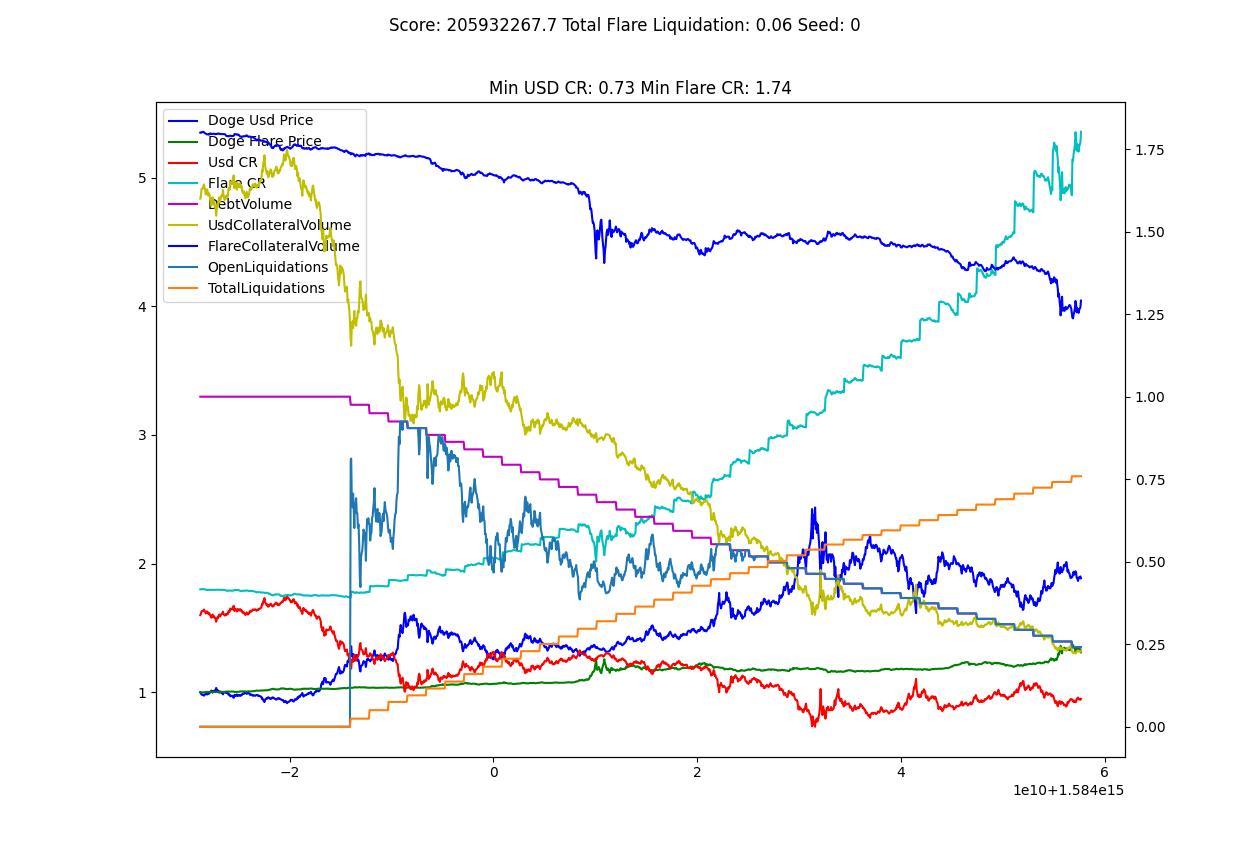 Score: 205932267.7 Total Flare Liquidation: 0.06 Seed: 0
Min USD CR: 0.73 Min Flare CR: 1.74
Doge Usd Price
Doge Flare Price
Usd CR
Flare CR
DebtVolume
UsdCollateralVolume
FlareCollateralVolume
OpenLiquidations
TotalLiquidations
5
4
3
2
1
1.75
1.50
1.25
1.00
0.75
0.50
0.25
0.00
−2
0
2
4
6
1e10+1.584e15